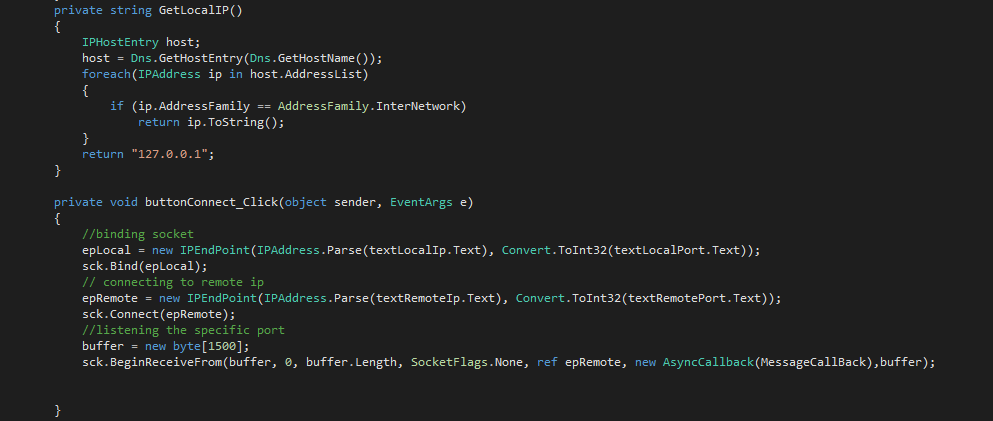 private string GetLocalIP()
{
    IPHostEntry host;
    host = Dns.GetHostEntry(Dns.GetHostName());
    foreach(IPAddress ip in host.AddressList)
    {
        if (ip.AddressFamily == AddressFamily.InterNetwork)
            return ip.ToString();
    }
    return "127.0.0.1";
}
private void buttonConnect_Click(object sender, EventArgs e)
{
    //binding socket
    epLocal = new IPEndPoint(IPAddress.Parse(textLocalIp.Text), Convert.ToInt32(textLocalPort.Text));
    sck.Bind(epLocal);
    // connecting to remote ip
    epRemote = new IPEndPoint(IPAddress.Parse(textRemoteIp.Text), Convert.ToInt32(textRemotePort.Text));
    sck.Connect(epRemote);
    //listening the specific port
    buffer = new byte[1500];
    sck.BeginReceiveFrom(buffer, 0, buffer.Length, SocketFlags.None, ref epRemote, new AsyncCallback(MessageCallBack),buffer);
}